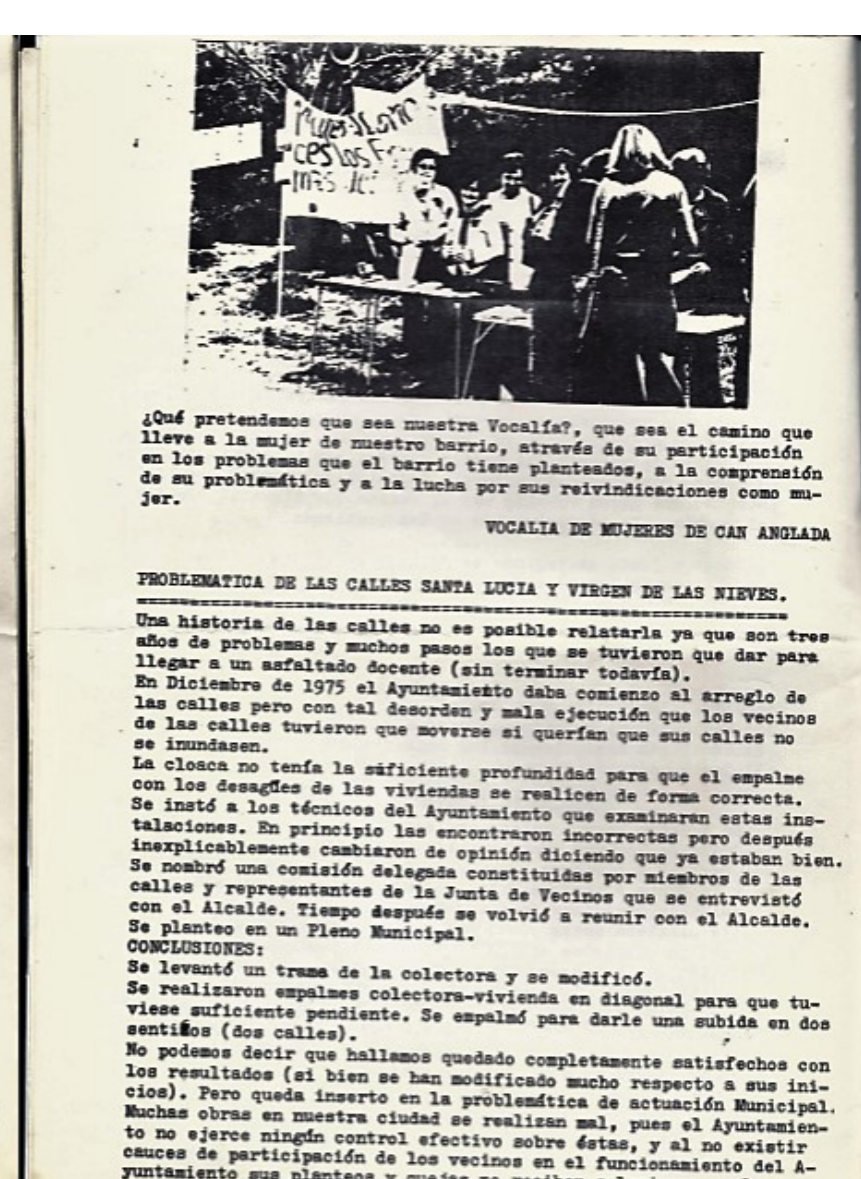 ces los
mas
¿Qué pretendemos que sea nuestra Vocalía?, que sea el camino que
lleve a la mujer de nuestro barrio, através de su participación
en los problemas que el barrio tiene planteados, a la comprensión
de su problemática y a la lucha por sus reivindicaciones como mu-
jer.
VOCALIA DE MUJERES DE CAN ANGLADA
PROBLEMATICA DE LAS CALLES SANTA LUCIA Y VIRGEN DE LAS NIEVES.
Una historia de las calles no es posible relatarla ya que son tres
años de problemas y muchos pasos los que se tuvieron que dar para
llegar a un asfaltado docente (sin terminar todavía).
En Diciembre de 1975 el Ayuntamiento daba comienzo al arreglo de
las calles pero con tal desorden y mala ejecución que los vecinos
de las calles tuvieron que moverse si querían que sus calles no
se inundasen.
La cloaca no tenía la suficiente profundidad para que el empalme
con los desagües de las viviendas se realicen de forma correcta.
Se instó a los técnicos del Ayuntamiento que examinaran estas ins-
talaciones. En principio las encontraron incorrectas pero después
inexplicablemente cambiaron de opinión diciendo que ya estaban bien.
Se nombró una comisión delegada constituidas por miembros de las
calles y representantes de la Junta de Vecinos que se entrevistó
con el Alcalde. Tiempo después se volvió a reunir con el Alcalde.
Se planteo en un Pleno Municipal.
CONCLUSIONES:
Se levantó un trame de la colectora y se modificó.
Se realizaron empalmes colectora-vivienda en diagonal para que tu-
viese suficiente pendiente. Se empalmó para darle una subida en dos
sentidos (dos calles).
No podemos decir que hallamos quedado completamente satisfechos con
los resultados (si bien se han modificado mucho respecto a sus ini-
cios). Pero queda inserto en la problemática de actuación Municipal.
Muchas obras en nuestra ciudad se realizan mal, pues el Ayuntamien-
to no ejerce ningún control efectivo sobre éstas, y al no existir
cauces de participación de los vecinos en el funcionamiento del A-
yuntamiento sus planteos y quejas no